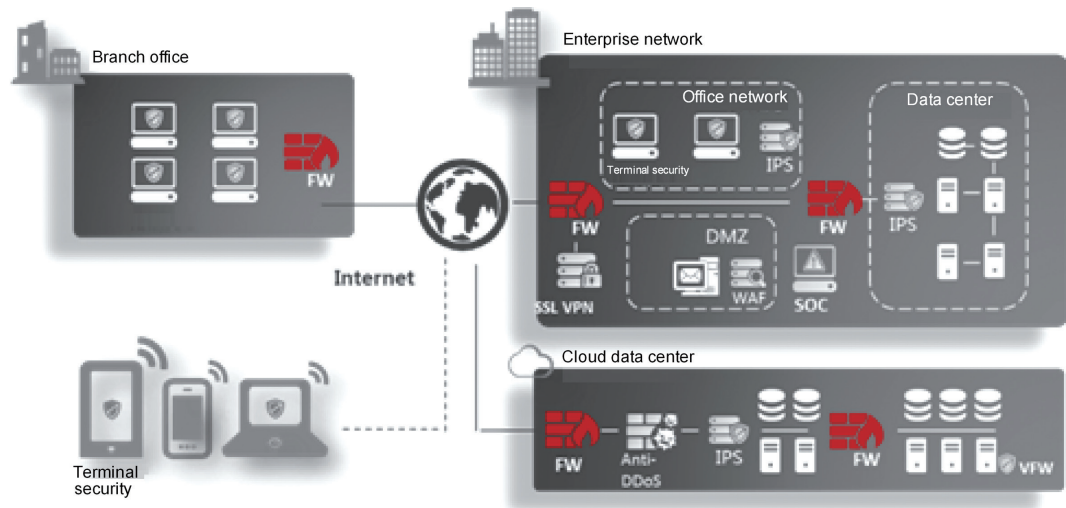 Branch office
FW
Enterprise network
Office network
Terminal security
IPS
Data center
FW
SSL VPN
DMZ
WAF
SOC
FW
IPS
Internet
Terminal
security
Cloud data center
FW
Anti-
DDoS
IPS
FW
VFW